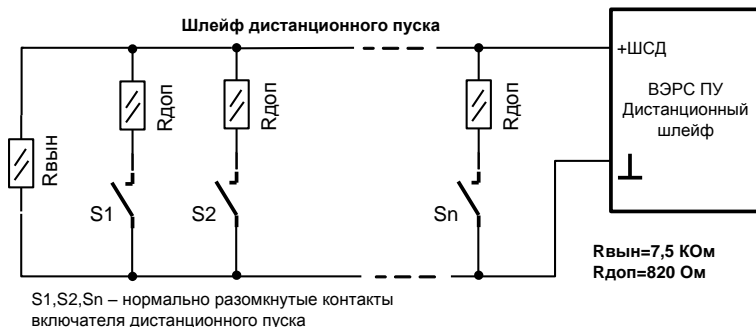 Шлейф дистанционного пуска
+ШСД
ВЭРС ПУ
Дистанционный
шлейф
Rвын
Rдоп
Rдоп
Rдоп
S1
S2
Sn
Rвын=7,5 КОм
Rдоп=820 Ом
S1,S2,Sn – нормально разомкнутые контакты
включателя дистанционного пуска